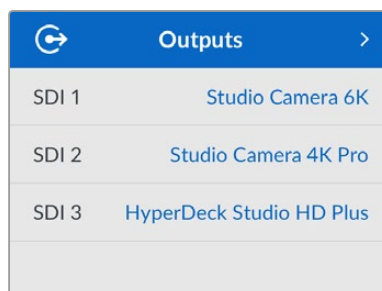 Outputs
SDI 1 Studio Camera 6K
SDI 2 Studio Camera 4K Pro
SDI 3 HyperDeck Studio HD Plus